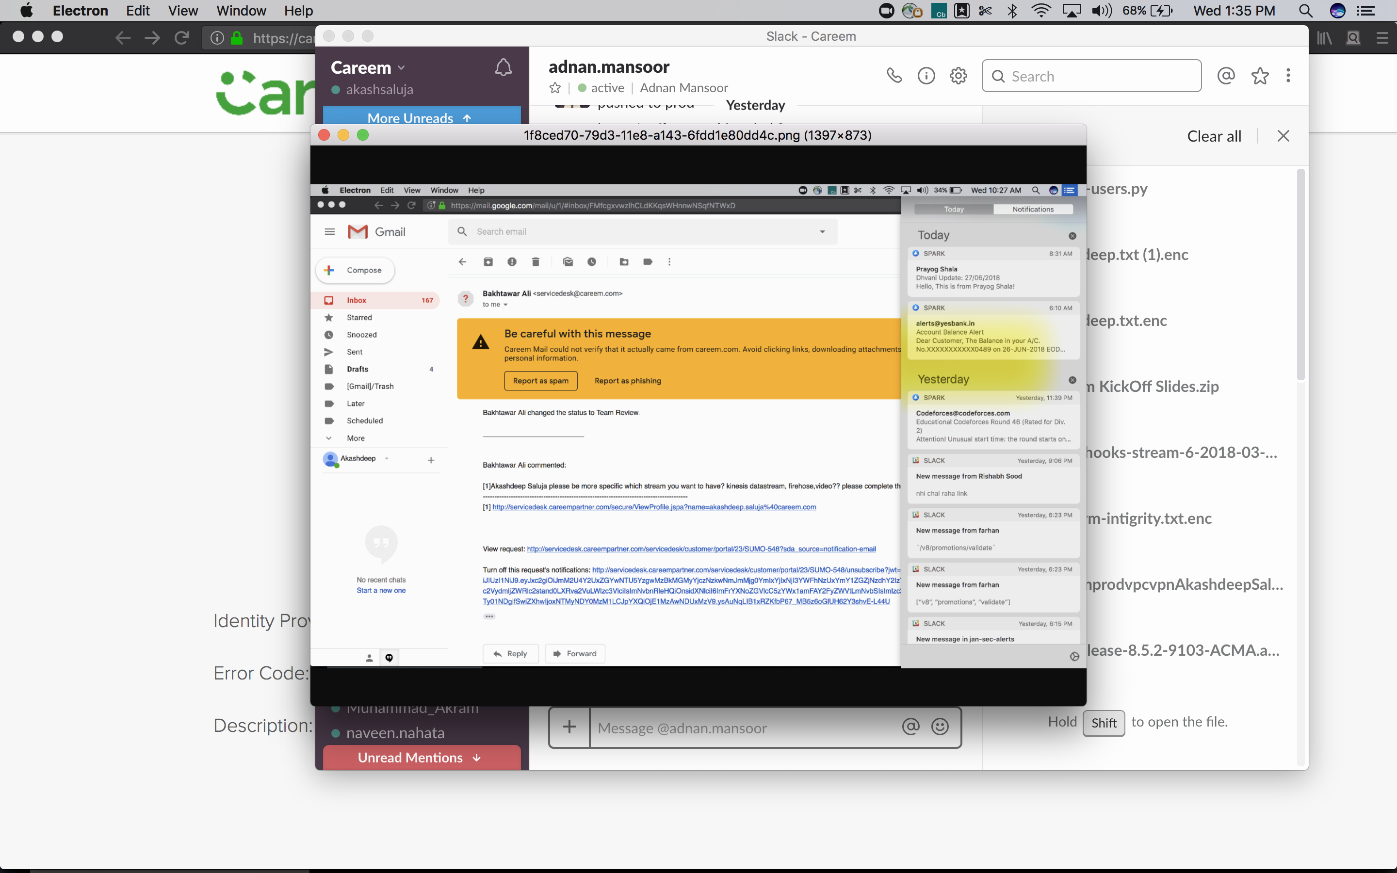 Electron Edit View Window Help
68% Wed 1:35 PM
https://ca
Slack - Careem
Careem
akashsaluja
More Unreads ↑
adnan.mansoor
active | Adnan Mansoor
Search
pushed to prod
Yesterday
Clear all
1f8ced70-79d3-11e8-a143-6fdd1e80dd4c.png (1397×873)
Electron Edit View Window Help
34% Wed 10:27 AM
Gmail
Search email
Compose
Inbox 167
Starred
Snoozed
Sent
Drafts 4
[Gmail]/Trash
Later
Scheduled
More
Akashdeep
No recent chats
Start a new one
Bakhtawar Ali <servicedesk@careem.com>
to me
Be careful with this message
Careem Mail could not verify that it actually came from careem.com. Avoid clicking links, downloading attachments
personal information.
Report as spam Report as phishing
Bakhtawar Ali changed the status to Team Review.
Bakhtawar Ali commented:
[1]Akashdeep Saluja please be more specific which stream you want to have? kinesis datastream, firehose,video?? please complete th
[1] http://servicedesk.careempartner.com/secure/ViewProfile.jspa?name=akashdeep.saluja%40careem.com
View request: http://servicedesk.careempartner.com/servicedesk/customer/portal/23/SUMO-548?sda_source=notification-email
Turn off this request's notifications: http://servicedesk.careempartner.com/servicedesk/customer/portal/23/SUMO-548/unsubscribe?jwt=
Reply Forward
Today Notifications
Today
SPARK 8:31 AM
Prayog Shala
Dhvani Update: 27/06/2018
Hello, This is from Prayog Shala!
SPARK 6:10 AM
alerts@yesbank.in
Account Balance Alert
Dear Customer, The Balance in your A/C.
No:XXXXXXXXXXX0489 on 26-JUN-2018 EOD...
Yesterday
SPARK Yesterday, 11:39 PM
Codeforces@codeforces.com
Educational Codeforces Round 46 (Rated for Div.
2)
Attention! Unusual start time: the round starts on...
SLACK Yesterday, 9:06 PM
New message from Rishabh Sood
nhi chal raha link
SLACK Yesterday, 6:23 PM
New message from farhan
`/v8/promotions/validate`
SLACK Yesterday, 6:23 PM
New message from farhan
["v8", "promotions", "validate"]
SLACK Yesterday, 6:15 PM
New message in jan-sec-alerts
-users.py
deep.txt (1).enc
deep.txt.enc
n KickOff Slides.zip
hooks-stream-6-2018-03-...
rm-intigrity.txt.enc
nprodvpcvpnAkashdeepSal...
lease-8.5.2-9103-ACMA.a...
Hold Shift to open the file.
Identity Pro
Error Code:
Description:
Muhammad_Akram
naveen.nahata
Unread Mentions ↓
Message @adnan.mansoor